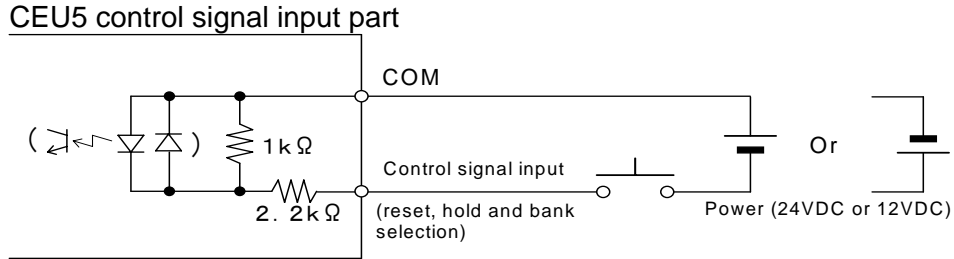 CEU5 control signal input part
COM
( )
1kΩ
Or
Control signal input
2. 2kΩ
(reset, hold and bank
selection)
Power (24VDC or 12VDC)